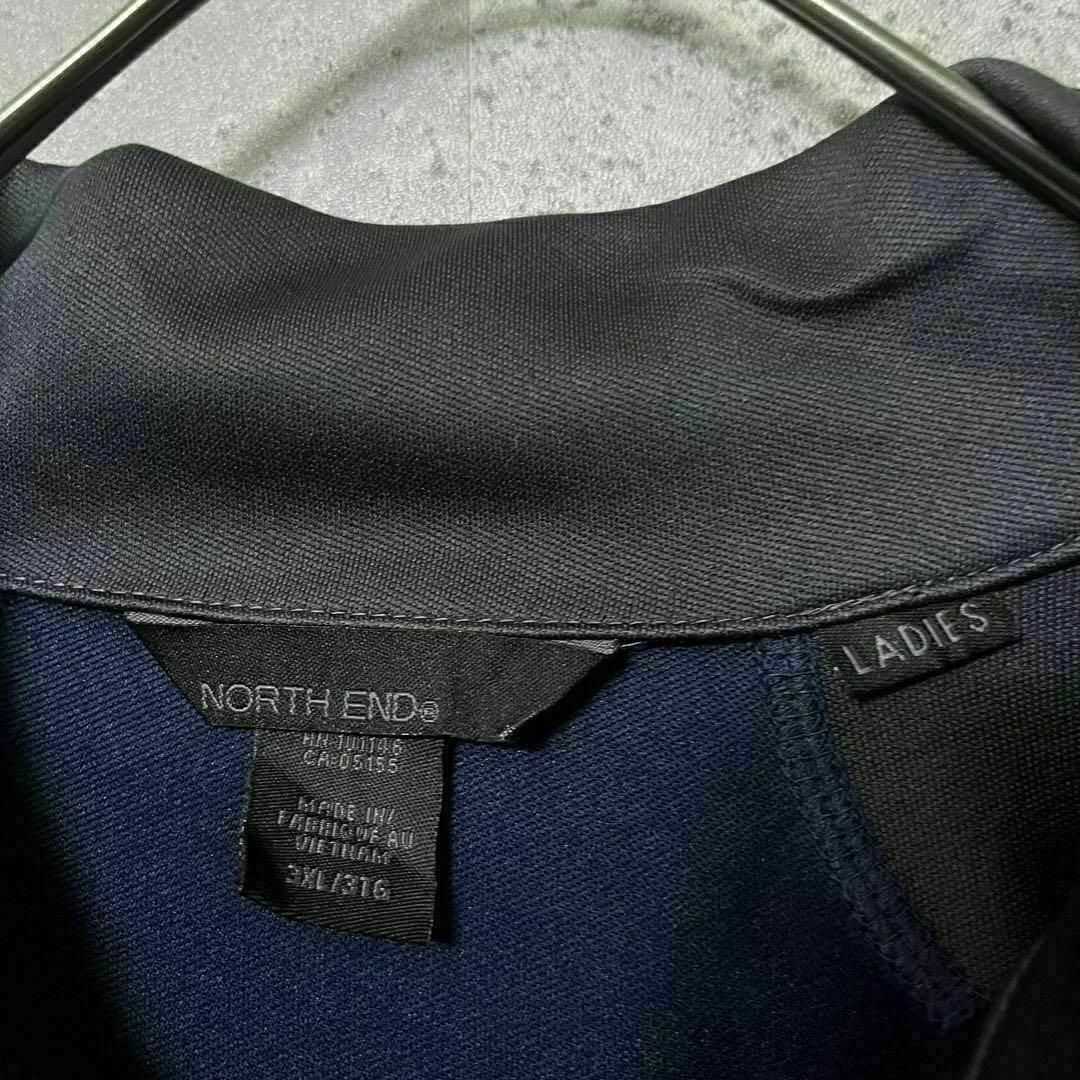 NORTH END®
RN 101146
CA 05155
MADE IN/
FABRIQUE AU
VIETNAM
3XL/3TG
LADIES